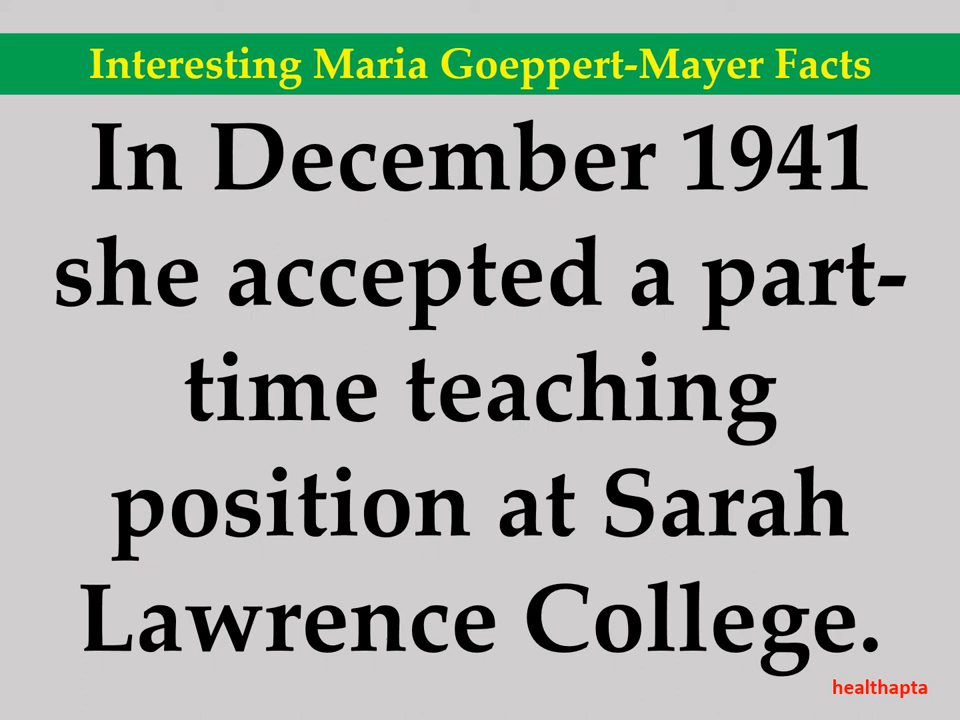 Interesting Maria Goeppert-Mayer Facts
In December 1941
she accepted a part-
time teaching
position at Sarah
Lawrence College.
healthapta